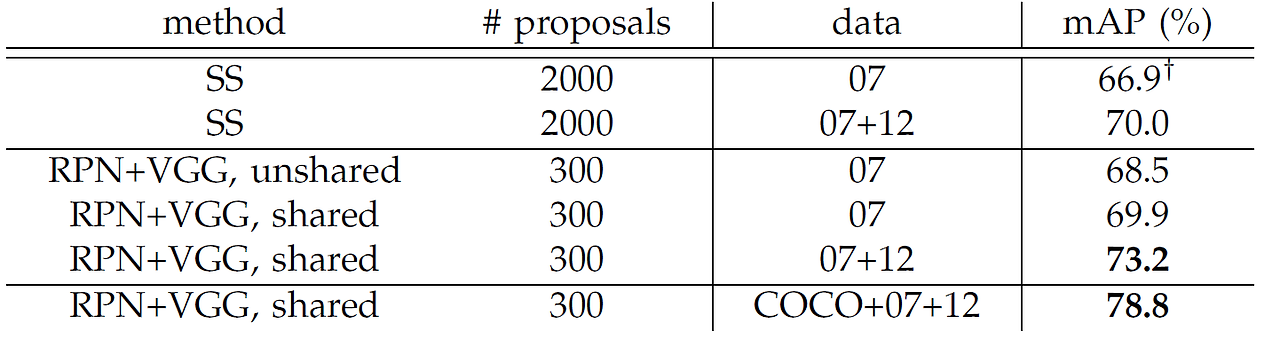 method # proposals data mAP (%)
SS 2000 07 66.9†
SS 2000 07+12 70.0
RPN+VGG, unshared 300 07 68.5
RPN+VGG, shared 300 07 69.9
RPN+VGG, shared 300 07+12 73.2
RPN+VGG, shared 300 COCO+07+12 78.8